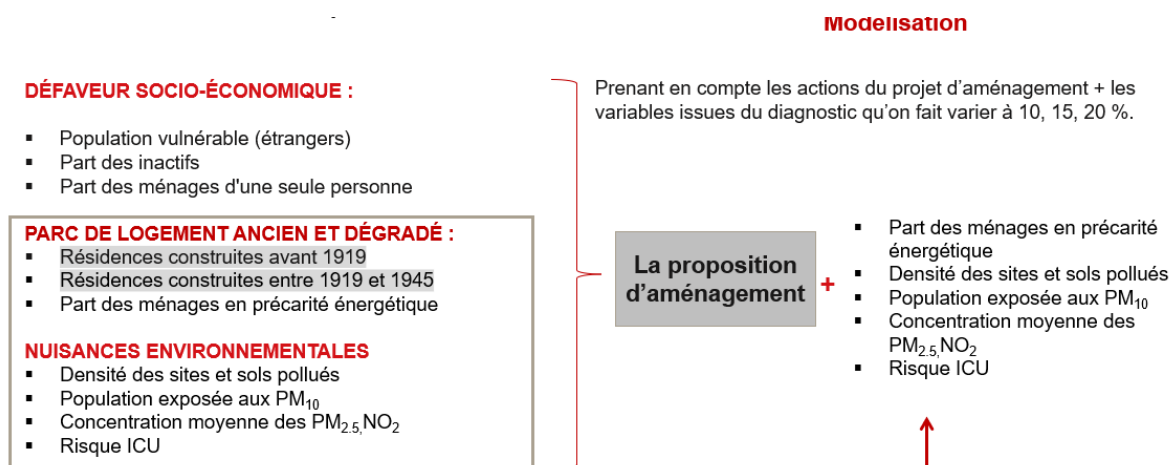 Modélisation
DÉFAVEUR SOCIO-ÉCONOMIQUE :
▪ Population vulnérable (étrangers)
▪ Part des inactifs
▪ Part des ménages d'une seule personne
PARC DE LOGEMENT ANCIEN ET DÉGRADÉ :
▪ Résidences construites avant 1919
▪ Résidences construites entre 1919 et 1945
▪ Part des ménages en précarité énergétique
NUISANCES ENVIRONNEMENTALES
▪ Densité des sites et sols pollués
▪ Population exposée aux PM₁₀
▪ Concentration moyenne des PM₂.₅,NO₂
▪ Risque ICU
Prenant en compte les actions du projet d’aménagement + les
variables issues du diagnostic qu’on fait varier à 10, 15, 20 %.
La proposition
d’aménagement
+
▪ Part des ménages en précarité
énergétique
▪ Densité des sites et sols pollués
▪ Population exposée aux PM₁₀
▪ Concentration moyenne des
PM₂.₅,NO₂
▪ Risque ICU